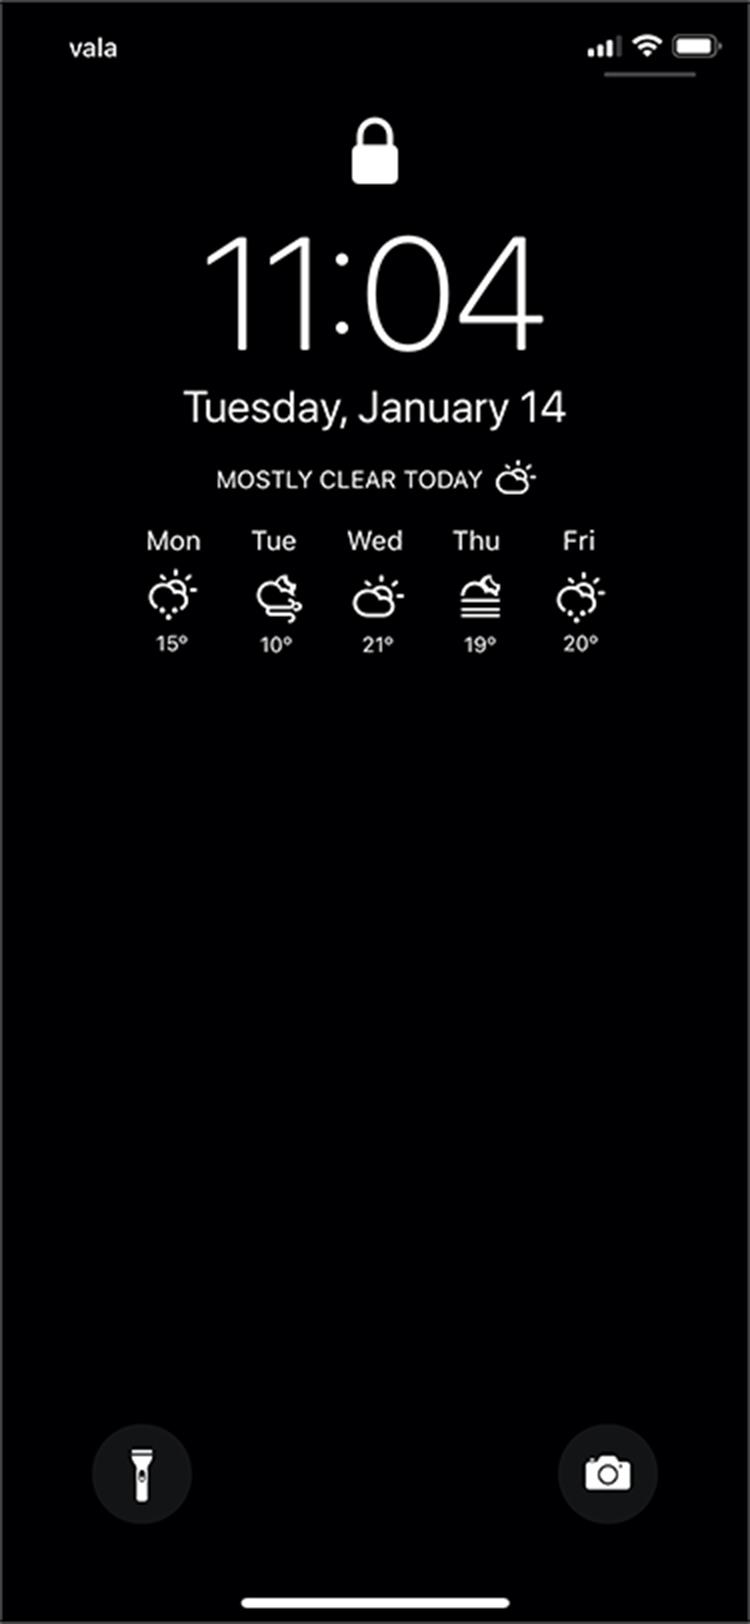 vala
11:04
Tuesday, January 14
MOSTLY CLEAR TODAY
Mon Tue Wed Thu Fri
15° 10° 21° 19° 20°